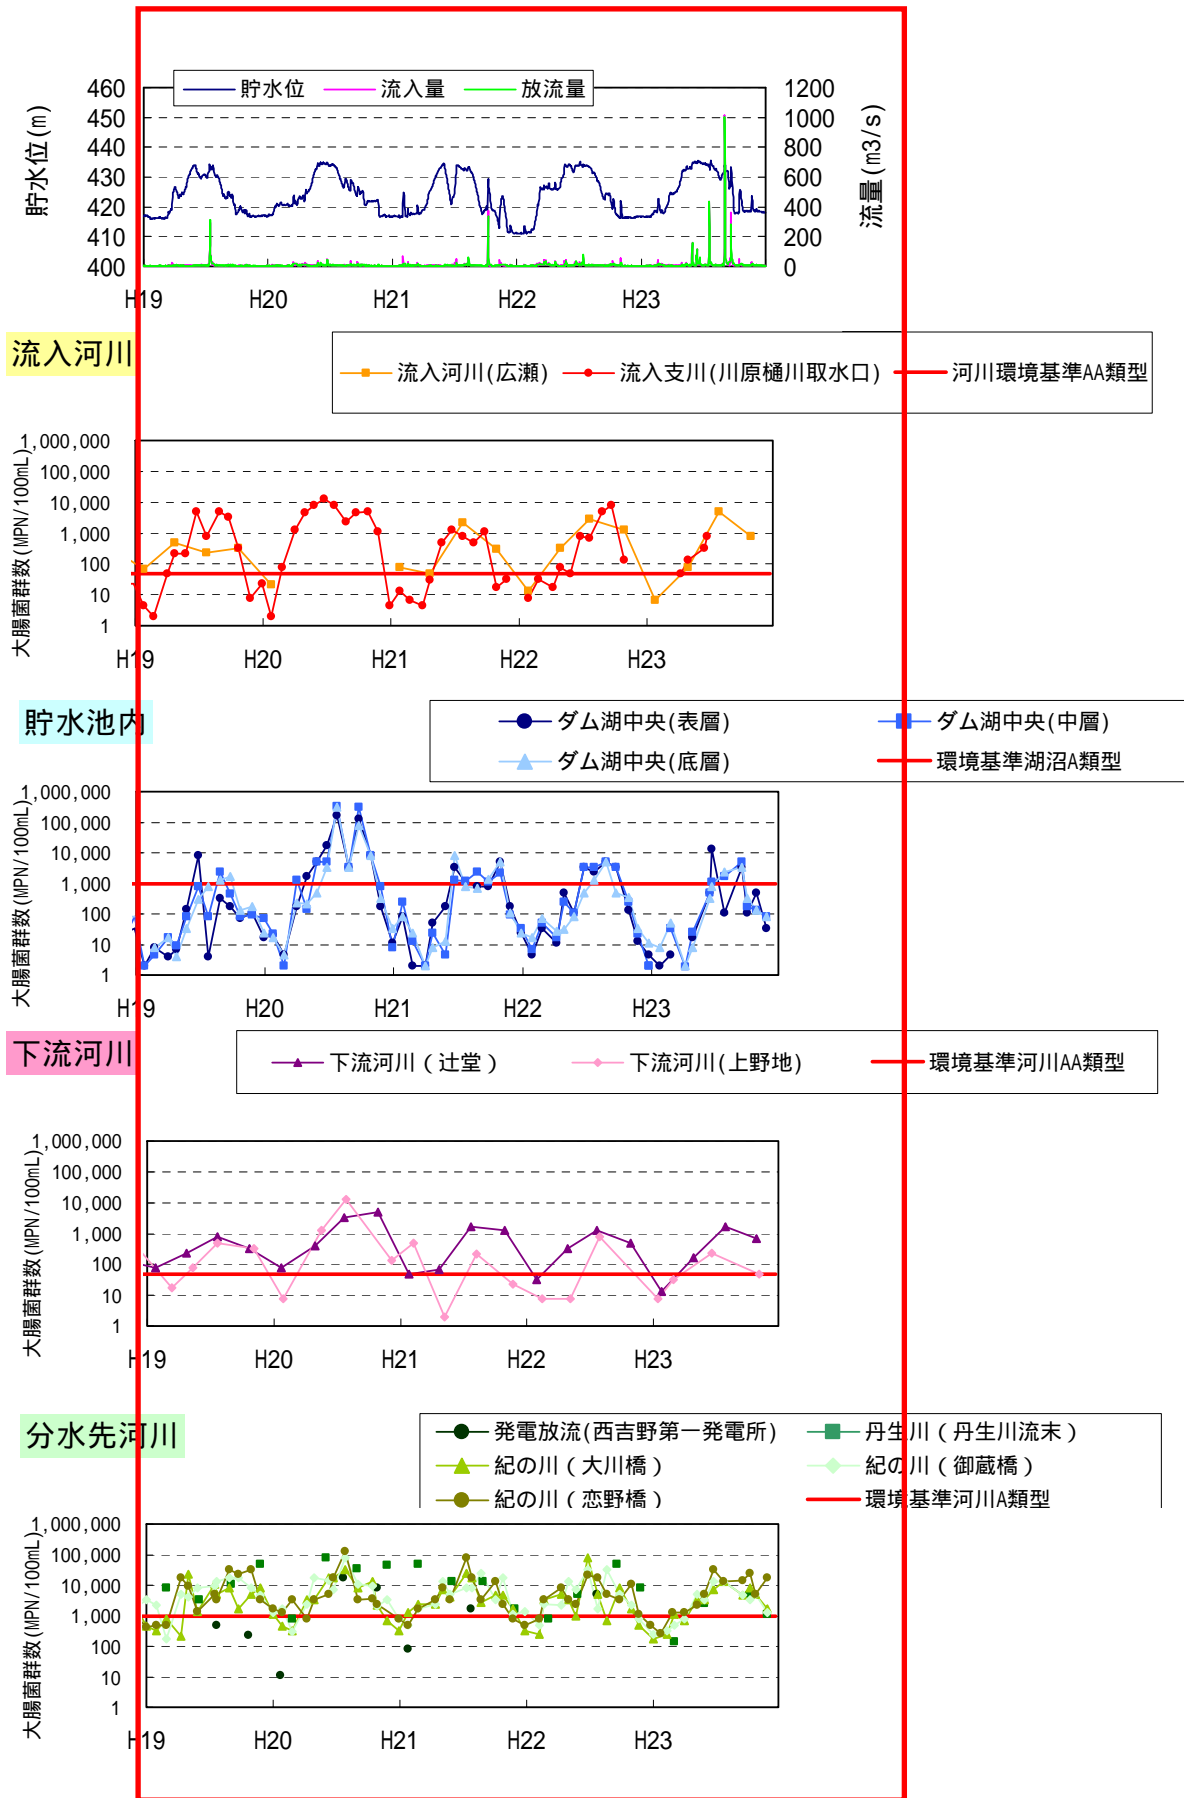 貯水位 流入量 放流量
貯水位(m)
460
450
440
430
420
410
400
流量(m3/s)
1200
1000
800
600
400
200
0
H19 H20 H21 H22 H23
流入河川
流入河川(広瀬) 流入支川(川原樋川取水口) 河川環境基準AA類型
大腸菌群数(MPN/100mL)
1,000,000
100,000
10,000
1,000
100
10
1
H19 H20 H21 H22 H23
貯水池内
ダム湖中央(表層) ダム湖中央(中層)
ダム湖中央(底層) 環境基準湖沼A類型
大腸菌群数(MPN/100mL)
1,000,000
100,000
10,000
1,000
100
10
1
H19 H20 H21 H22 H23
下流河川
下流河川(辻堂) 下流河川(上野地) 環境基準河川AA類型
大腸菌群数(MPN/100mL)
1,000,000
100,000
10,000
1,000
100
10
1
H19 H20 H21 H22 H23
分水先河川
発電放流(西吉野第一発電所) 丹生川(丹生川流末)
紀の川(大川橋) 紀の川(御蔵橋)
紀の川(恋野橋) 環境基準河川A類型
大腸菌群数(MPN/100mL)
1,000,000
100,000
10,000
1,000
100
10
1
H19 H20 H21 H22 H23